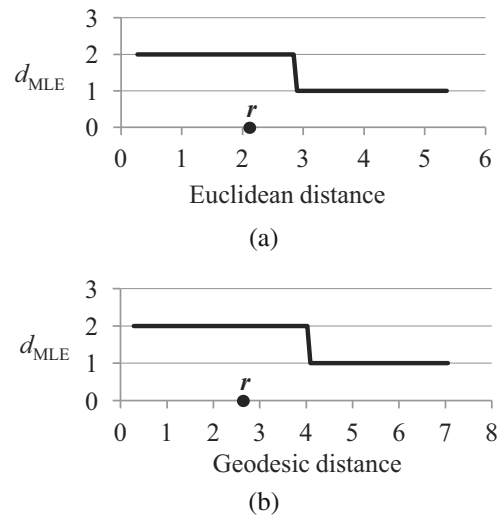 3
2
d_MLE
1
r
0
0 1 2 3 4 5 6
Euclidean distance
(a)
3
2
d_MLE
1
r
0
0 1 2 3 4 5 6 7 8
Geodesic distance
(b)